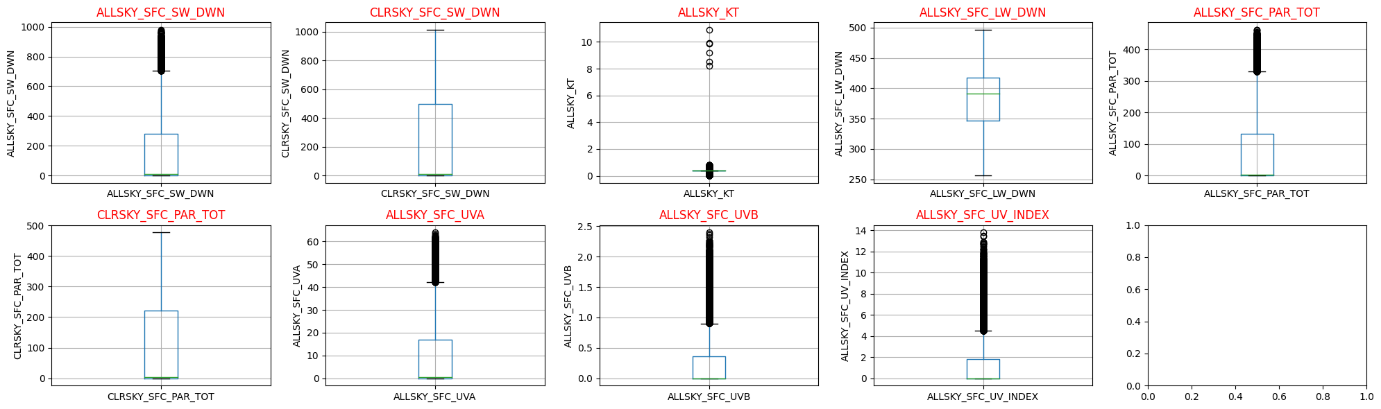 ALLSKY_SFC_SW_DWN
ALLSKY_SFC_SW_DWN
1000
800
600
400
200
0
ALLSKY_SFC_SW_DWN
CLRSKY_SFC_SW_DWN
CLRSKY_SFC_SW_DWN
1000
800
600
400
200
0
CLRSKY_SFC_SW_DWN
ALLSKY_KT
ALLSKY_KT
10
8
6
4
2
0
ALLSKY_KT
ALLSKY_SFC_LW_DWN
ALLSKY_SFC_LW_DWN
500
450
400
350
300
250
ALLSKY_SFC_LW_DWN
ALLSKY_SFC_PAR_TOT
ALLSKY_SFC_PAR_TOT
400
300
200
100
0
ALLSKY_SFC_PAR_TOT
CLRSKY_SFC_PAR_TOT
CLRSKY_SFC_PAR_TOT
500
400
300
200
100
0
CLRSKY_SFC_PAR_TOT
ALLSKY_SFC_UVA
ALLSKY_SFC_UVA
60
50
40
30
20
10
0
ALLSKY_SFC_UVA
ALLSKY_SFC_UVB
ALLSKY_SFC_UVB
2.5
2.0
1.5
1.0
0.5
0.0
ALLSKY_SFC_UVB
ALLSKY_SFC_UV_INDEX
ALLSKY_SFC_UV_INDEX
14
12
10
8
6
4
2
0
ALLSKY_SFC_UV_INDEX
1.0
0.8
0.6
0.4
0.2
0.0
0.0 0.2 0.4 0.6 0.8 1.0